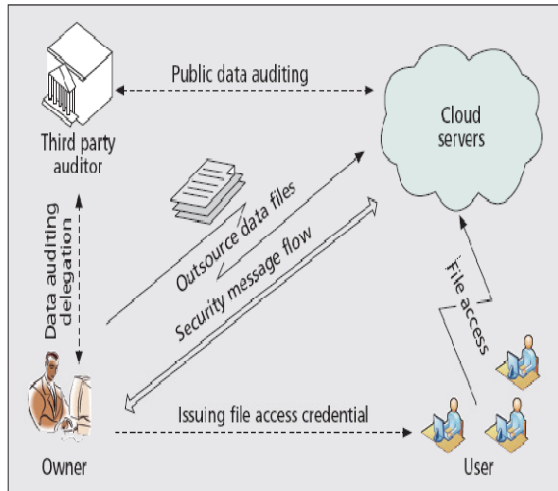 Public data auditing
Third party
auditor
Cloud
servers
Data auditing
delegation
Outsource data files
Security message flow
File access
Issuing file access credential
Owner
User